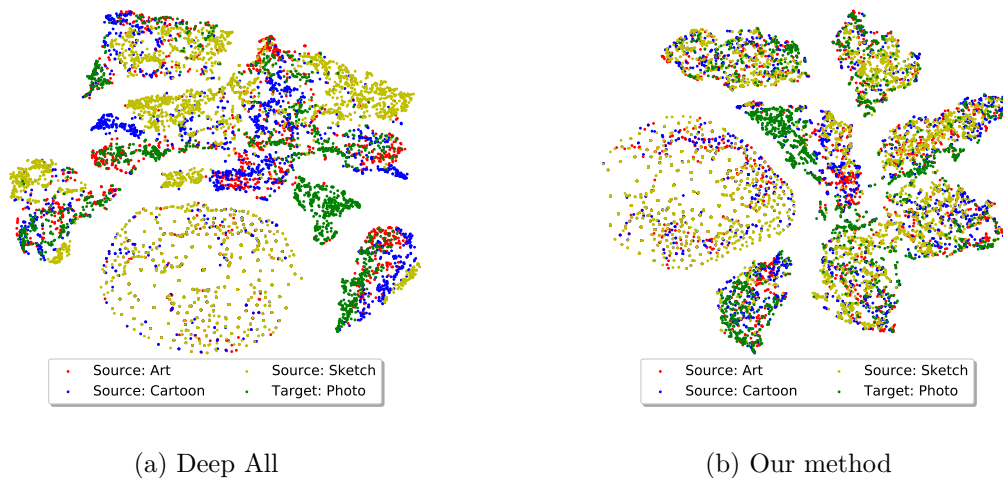 Source: Art
Source: Sketch
Source: Cartoon
Target: Photo
Source: Art
Source: Sketch
Source: Cartoon
Target: Photo
(a) Deep All
(b) Our method